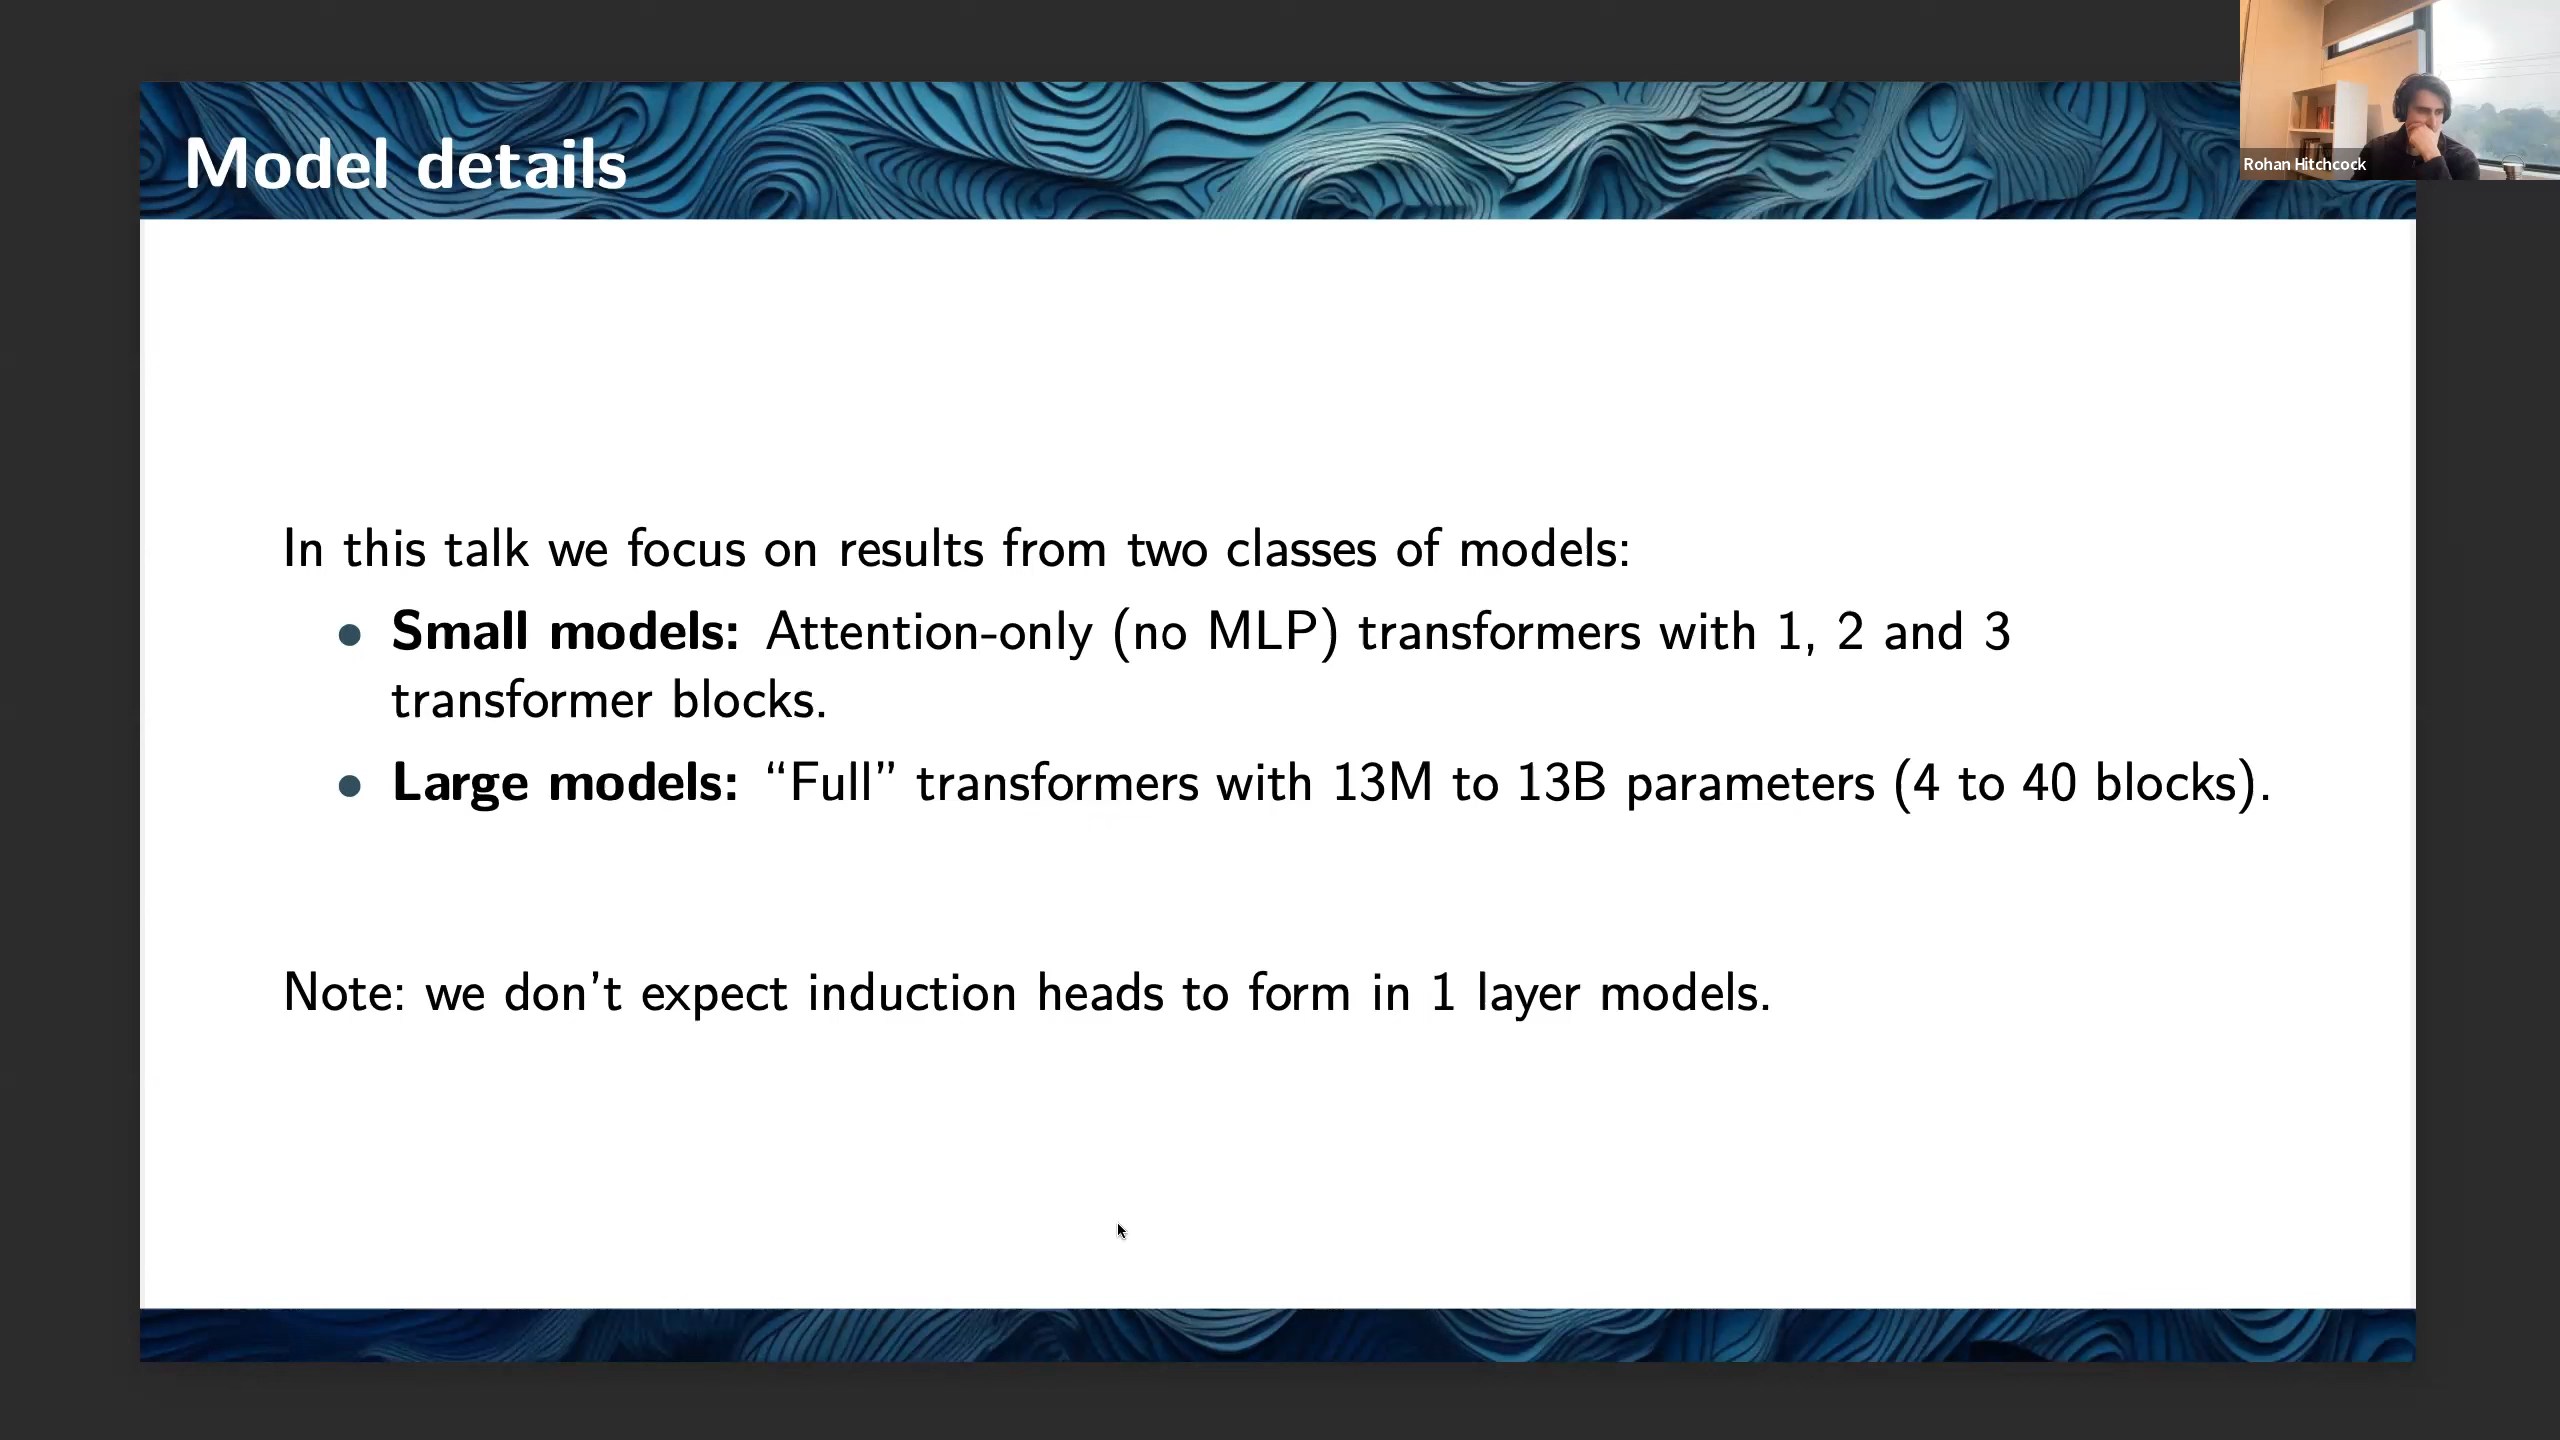 Model details
Rohan Hitchcock
In this talk we focus on results from two classes of models:
• Small models: Attention-only (no MLP) transformers with 1, 2 and 3
transformer blocks.
• Large models: “Full” transformers with 13M to 13B parameters (4 to 40 blocks).
Note: we don’t expect induction heads to form in 1 layer models.